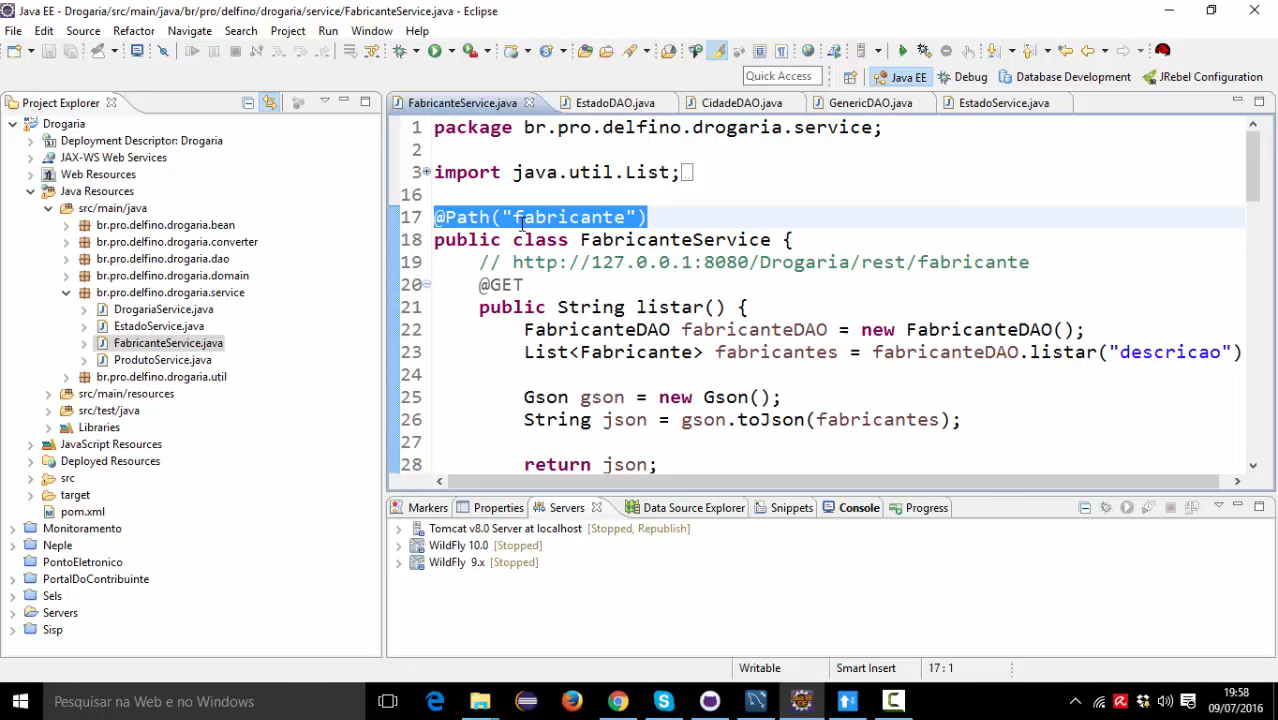 Java EE - Drogaria/src/main/java/br/pro/delfino/drogaria/service/FabricanteService.java - Eclipse
File Edit Source Refactor Navigate Search Project Run Window Help
Quick Access Java EE Debug Database Development JRebel Configuration
Project Explorer
FabricanteService.java EstadoDAO.java CidadeDAO.java GenericDAO.java EstadoService.java
Drogaria
Deployment Descriptor: Drogaria
JAX-WS Web Services
Web Resources
Java Resources
src/main/java
br.pro.delfino.drogaria.bean
br.pro.delfino.drogaria.converter
br.pro.delfino.drogaria.dao
br.pro.delfino.drogaria.domain
br.pro.delfino.drogaria.service
DrogariaService.java
EstadoService.java
FabricanteService.java
ProdutoService.java
br.pro.delfino.drogaria.util
src/main/resources
src/test/java
Libraries
JavaScript Resources
Deployed Resources
src
target
pom.xml
Monitoramento
Neple
PontoEletronico
PortalDoContribuinte
Sels
Servers
Sisp
1 package br.pro.delfino.drogaria.service;
2
3 import java.util.List;
16
17 @Path("fabricante")
18 public class FabricanteService {
19 // http://127.0.0.1:8080/Drogaria/rest/fabricante
20 @GET
21 public String listar() {
22 FabricanteDAO fabricanteDAO = new FabricanteDAO();
23 List<Fabricante> fabricantes = fabricanteDAO.listar("descricao")
24
25 Gson gson = new Gson();
26 String json = gson.toJson(fabricantes);
27
28 return json;
Markers Properties Servers Data Source Explorer Snippets Console Progress
Tomcat v8.0 Server at localhost [Stopped, Republish]
WildFly 10.0 [Stopped]
WildFly 9.x [Stopped]
Writable Smart Insert 17 : 1
Pesquisar na Web e no Windows
19:58
09/07/2016